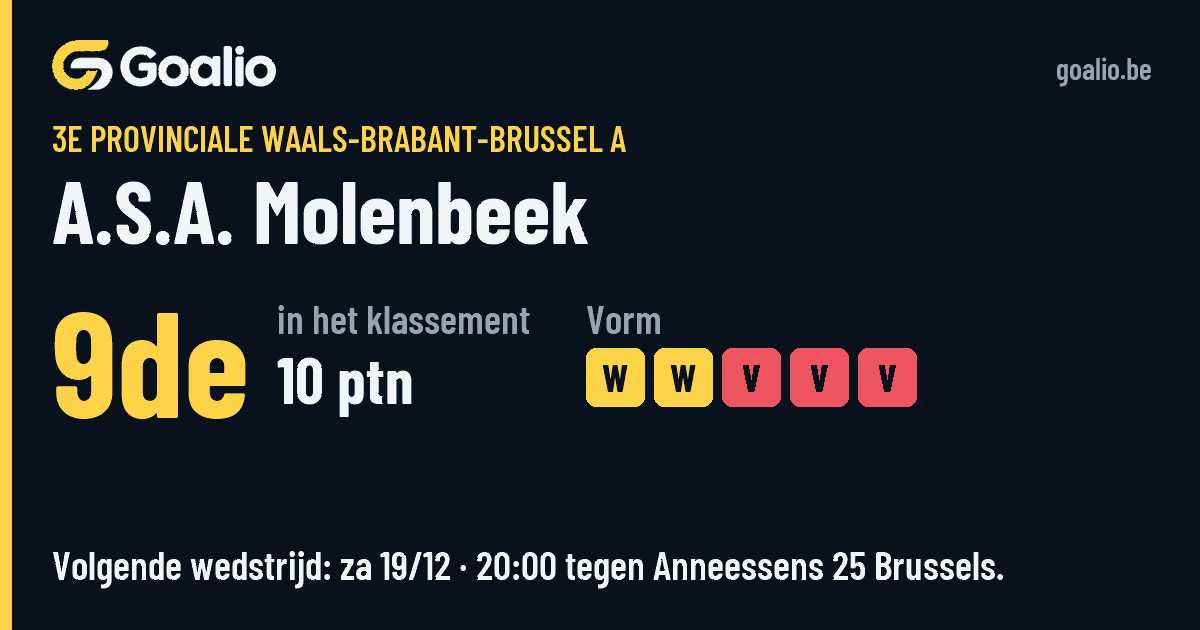 Goalio
goalio.be
3E PROVINCIALE WAALS-BRABANT-BRUSSEL A
A.S.A. Molenbeek
9de
in het klassement
10 ptn
Vorm
W W V V V
Volgende wedstrijd: za 19/12 · 20:00 tegen Anneessens 25 Brussels.